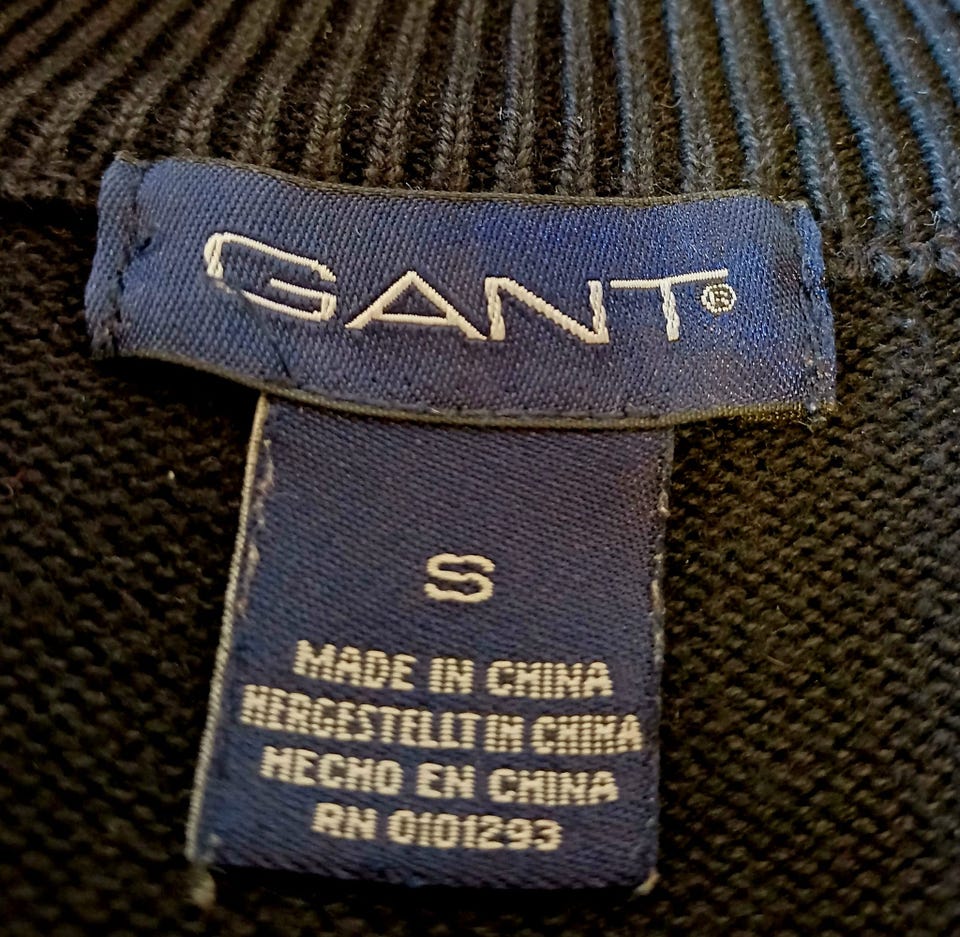 GANT®
S
MADE IN CHINA
HERGESTELLT IN CHINA
HECHO EN CHINA
RN 0101293